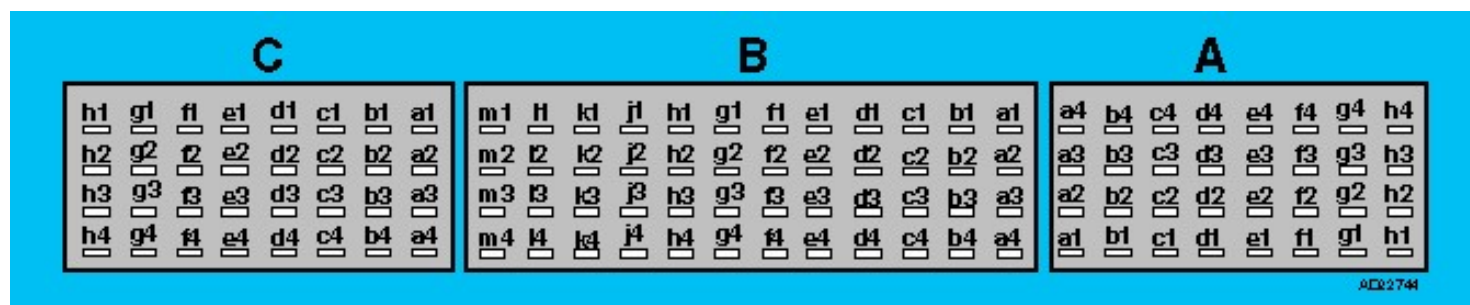 C B A
h1 g1 f1 e1 d1 c1 b1 a1 m1 l1 k1 j1 h1 g1 f1 e1 d1 c1 b1 a1 a4 b4 c4 d4 e4 f4 g4 h4
h2 g2 f2 e2 d2 c2 b2 a2 m2 l2 k2 j2 h2 g2 f2 e2 d2 c2 b2 a2 a3 b3 c3 d3 e3 f3 g3 h3
h3 g3 f3 e3 d3 c3 b3 a3 m3 l3 k3 j3 h3 g3 f3 e3 d3 c3 b3 a3 a2 b2 c2 d2 e2 f2 g2 h2
h4 g4 f4 e4 d4 c4 b4 a4 m4 l4 k4 j4 h4 g4 f4 e4 d4 c4 b4 a4 a1 b1 c1 d1 e1 f1 g1 h1